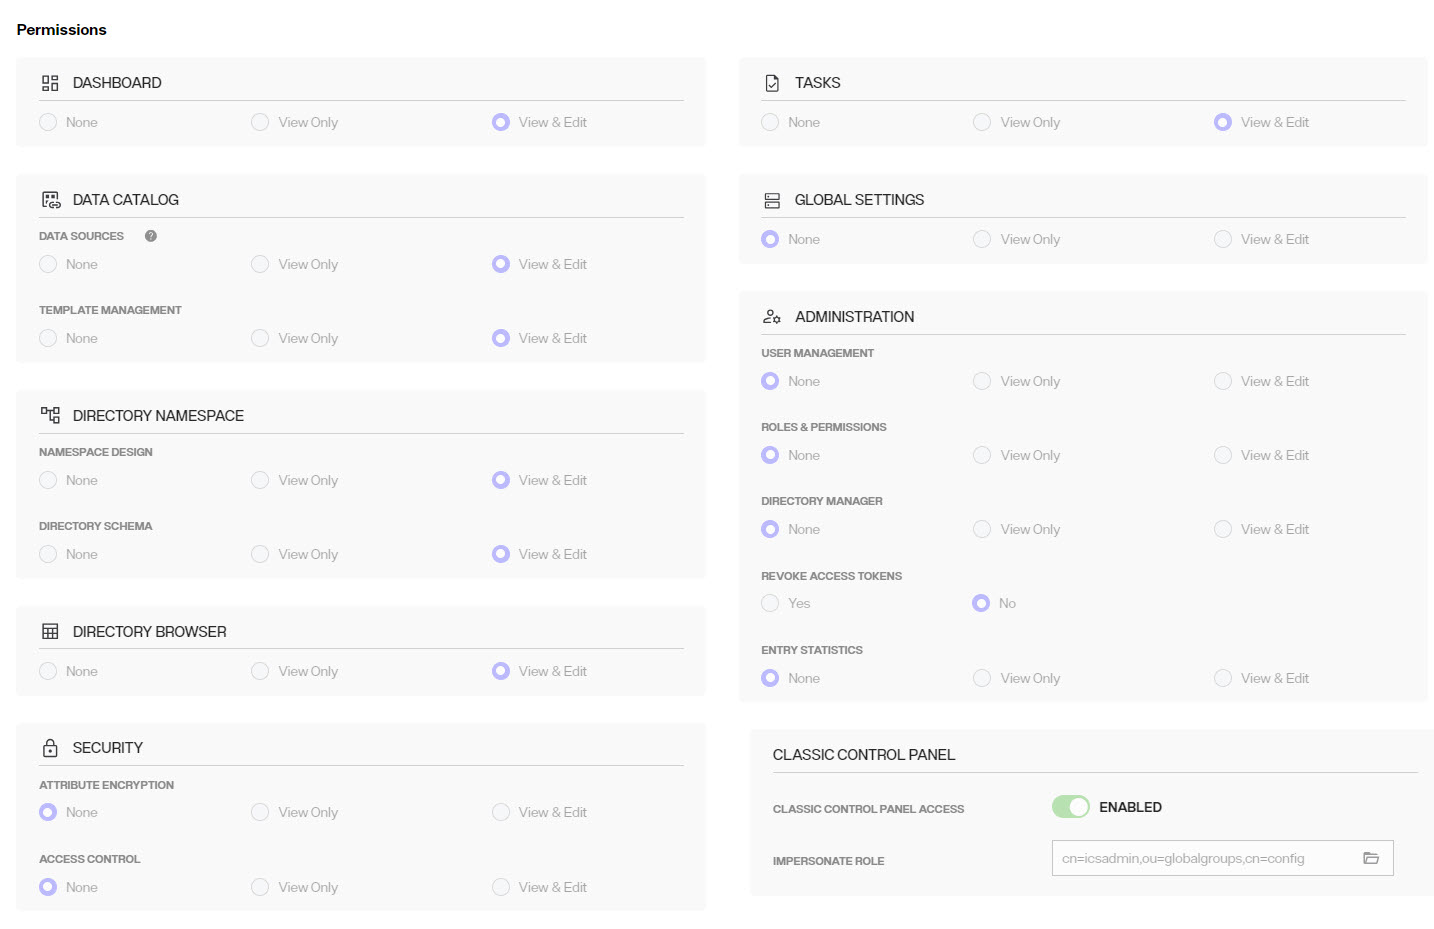 Permissions
DASHBOARD
None View Only View & Edit
DATA CATALOG
DATA SOURCES ?
None View Only View & Edit
TEMPLATE MANAGEMENT
None View Only View & Edit
DIRECTORY NAMESPACE
NAMESPACE DESIGN
None View Only View & Edit
DIRECTORY SCHEMA
None View Only View & Edit
DIRECTORY BROWSER
None View Only View & Edit
SECURITY
ATTRIBUTE ENCRYPTION
None View Only View & Edit
ACCESS CONTROL
None View Only View & Edit
TASKS
None View Only View & Edit
GLOBAL SETTINGS
None View Only View & Edit
ADMINISTRATION
USER MANAGEMENT
None View Only View & Edit
ROLES & PERMISSIONS
None View Only View & Edit
DIRECTORY MANAGER
None View Only View & Edit
REVOKE ACCESS TOKENS
Yes No
ENTRY STATISTICS
None View Only View & Edit
CLASSIC CONTROL PANEL
CLASSIC CONTROL PANEL ACCESS ENABLED
IMPERSONATE ROLE cn=icsadmin,ou=globalgroups,cn=config